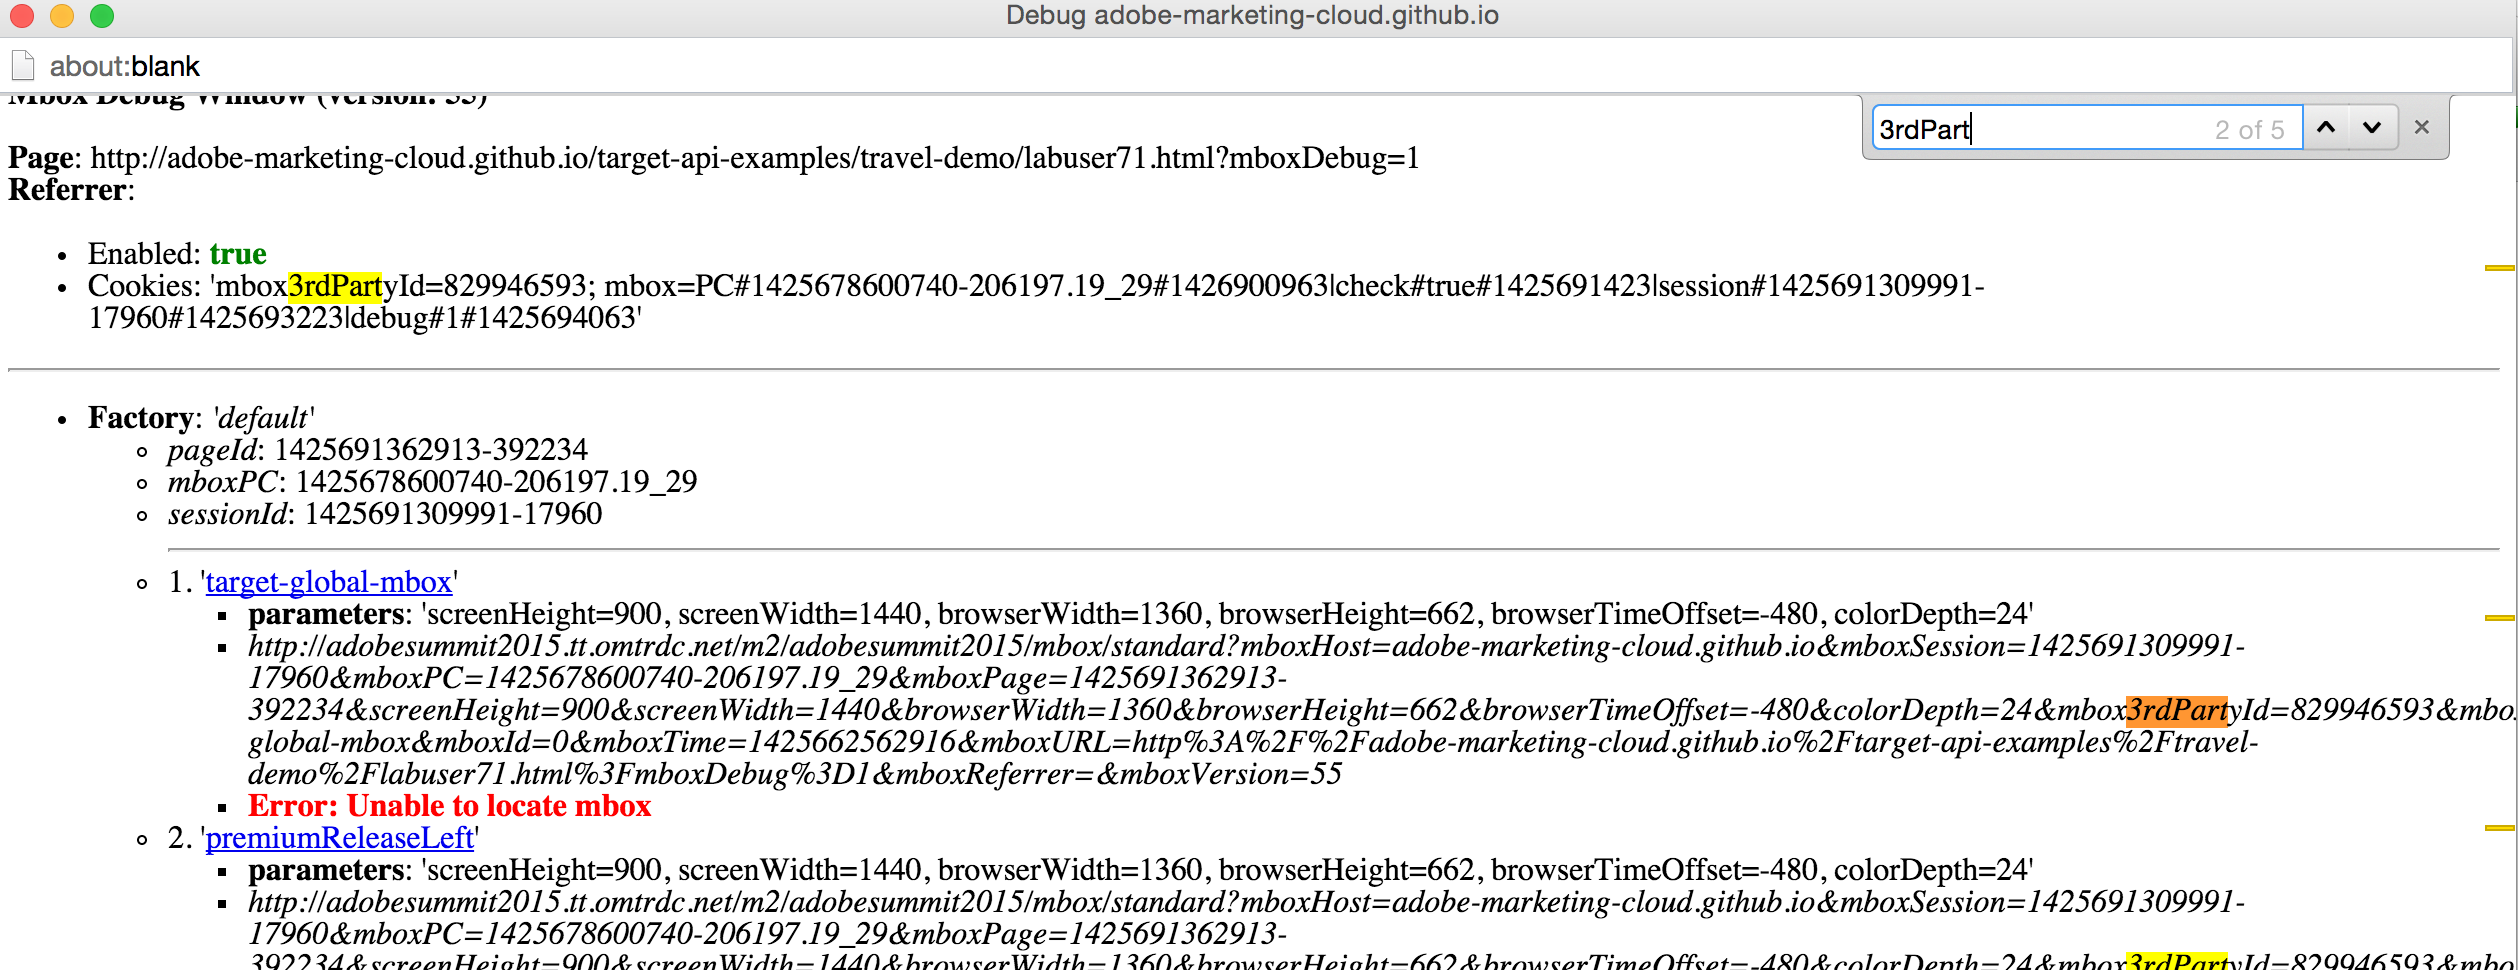 Debug adobe-marketing-cloud.github.io
about:blank
Mbox Debug Window (version: 55)
3rdPart 2 of 5
Page: http://adobe-marketing-cloud.github.io/target-api-examples/travel-demo/labuser71.html?mboxDebug=1
Referrer:
Enabled: true
Cookies: 'mbox3rdPartyId=829946593; mbox=PC#1425678600740-206197.19_29#1426900963|check#true#1425691423|session#1425691309991-
17960#1425693223|debug#1#1425694063'
Factory: 'default'
pageId: 1425691362913-392234
mboxPC: 1425678600740-206197.19_29
sessionId: 1425691309991-17960
1. 'target-global-mbox'
parameters: 'screenHeight=900, screenWidth=1440, browserWidth=1360, browserHeight=662, browserTimeOffset=-480, colorDepth=24'
http://adobesummit2015.tt.omtrdc.net/m2/adobesummit2015/mbox/standard?mboxHost=adobe-marketing-cloud.github.io&mboxSession=1425691309991-
17960&mboxPC=1425678600740-206197.19_29&mboxPage=1425691362913-
392234&screenHeight=900&screenWidth=1440&browserWidth=1360&browserHeight=662&browserTimeOffset=-480&colorDepth=24&mbox3rdPartyId=829946593&mbo
global-mbox&mboxId=0&mboxTime=1425662562916&mboxURL=http%3A%2F%2Fadobe-marketing-cloud.github.io%2Ftarget-api-examples%2Ftravel-
demo%2Flabuser71.html%3FmboxDebug%3D1&mboxReferrer=&mboxVersion=55
Error: Unable to locate mbox
2. 'premiumReleaseLeft'
parameters: 'screenHeight=900, screenWidth=1440, browserWidth=1360, browserHeight=662, browserTimeOffset=-480, colorDepth=24'
http://adobesummit2015.tt.omtrdc.net/m2/adobesummit2015/mbox/standard?mboxHost=adobe-marketing-cloud.github.io&mboxSession=1425691309991-
17960&mboxPC=1425678600740-206197.19_29&mboxPage=1425691362913-
392234&screenHeight=900&screenWidth=1440&browserWidth=1360&browserHeight=662&browserTimeOffset=-480&colorDepth=24&mbox3rdPartyId=829946593&mbo